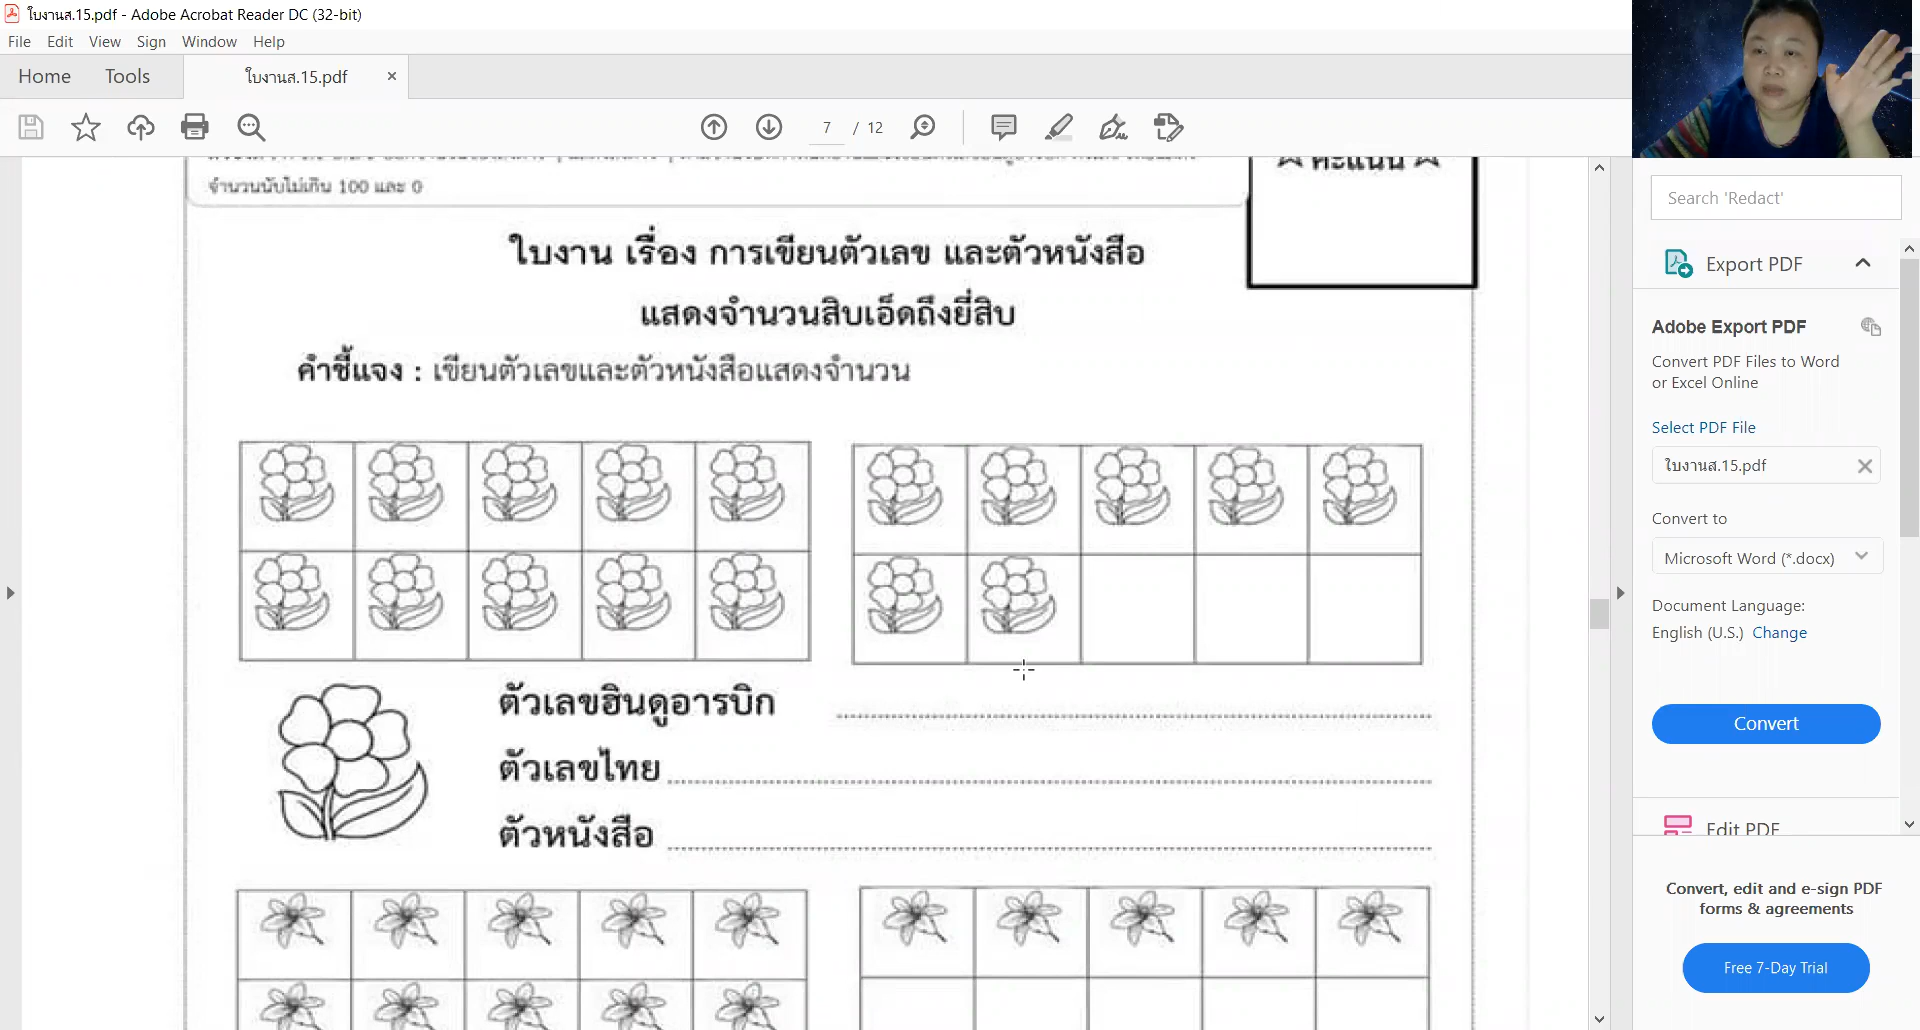 ใบงานส.15.pdf - Adobe Acrobat Reader DC (32-bit)
File Edit View Sign Window Help
Home Tools ใบงานส.15.pdf ×
7 / 12
จำนวนนับไม่เกิน 100 และ 0
คะแนน
ใบงาน เรื่อง การเขียนตัวเลข และตัวหนังสือ
แสดงจำนวนสิบเอ็ดถึงยี่สิบ
คำชี้แจง : เขียนตัวเลขและตัวหนังสือแสดงจำนวน
ตัวเลขฮินดูอารบิก
ตัวเลขไทย
ตัวหนังสือ
Search 'Redact'
Export PDF
Adobe Export PDF
Convert PDF Files to Word
or Excel Online
Select PDF File
ใบงานส.15.pdf
Convert to
Microsoft Word (*.docx)
Document Language:
English (U.S.) Change
Convert
Edit PDF
Convert, edit and e-sign PDF
forms & agreements
Free 7-Day Trial